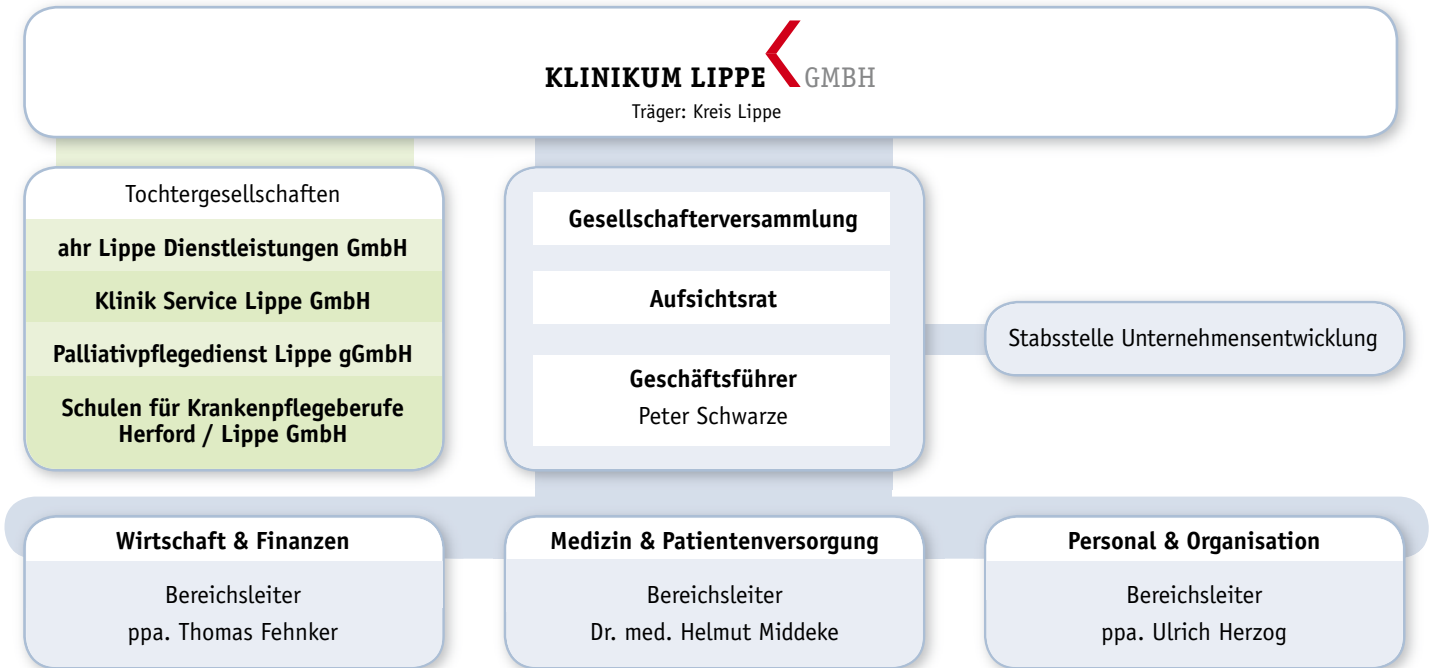 KLINIKUM LIPPE GMBH
Träger: Kreis Lippe
Tochtergesellschaften
ahr Lippe Dienstleistungen GmbH
Klinik Service Lippe GmbH
Palliativpflegedienst Lippe gGmbH
Schulen für Krankenpflegeberufe
Herford / Lippe GmbH
Gesellschafterversammlung
Aufsichtsrat
Geschäftsführer
Peter Schwarze
Stabsstelle Unternehmensentwicklung
Wirtschaft & Finanzen
Bereichsleiter
ppa. Thomas Fehnker
Medizin & Patientenversorgung
Bereichsleiter
Dr. med. Helmut Middeke
Personal & Organisation
Bereichsleiter
ppa. Ulrich Herzog